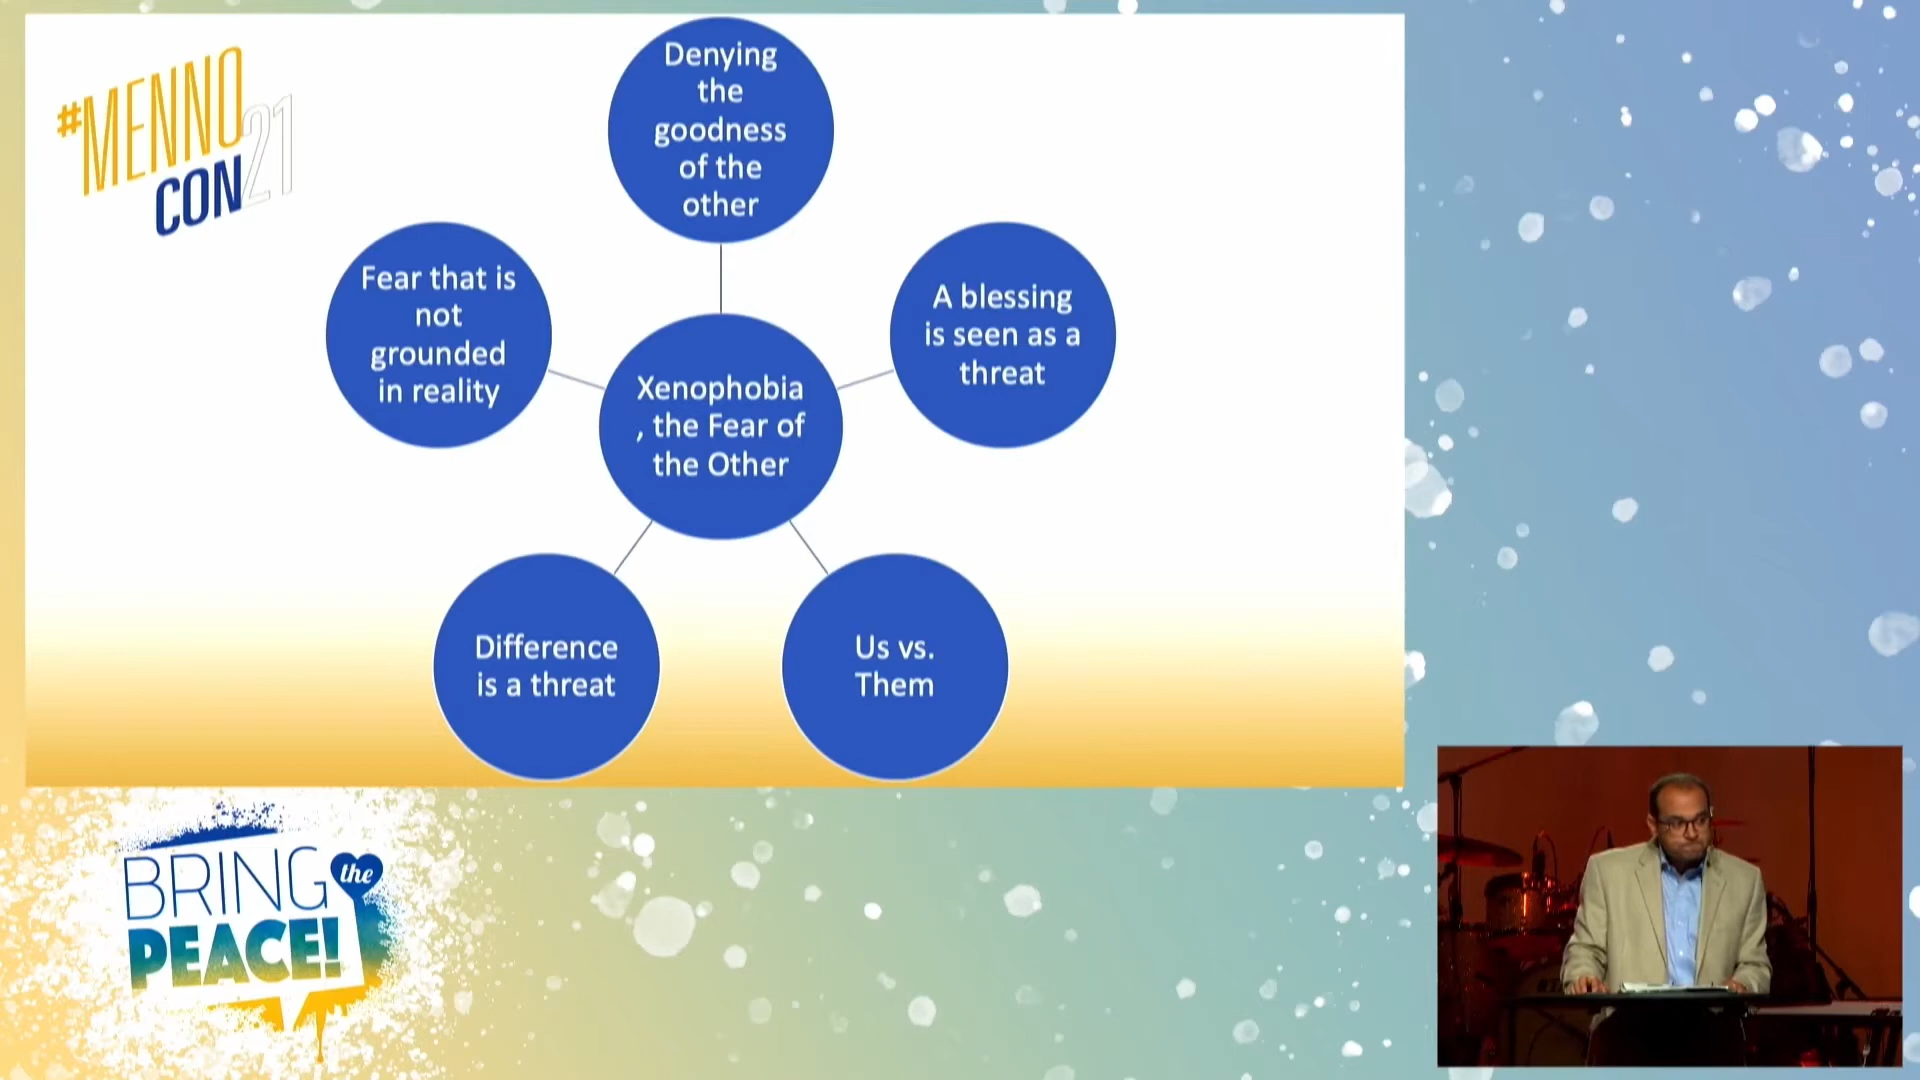 #MENNO
CON21
Denying
the
goodness
of the
other
Fear that is
not
grounded
in reality
A blessing
is seen as a
threat
Xenophobia
, the Fear of
the Other
Difference
is a threat
Us vs.
Them
BRING the
PEACE!